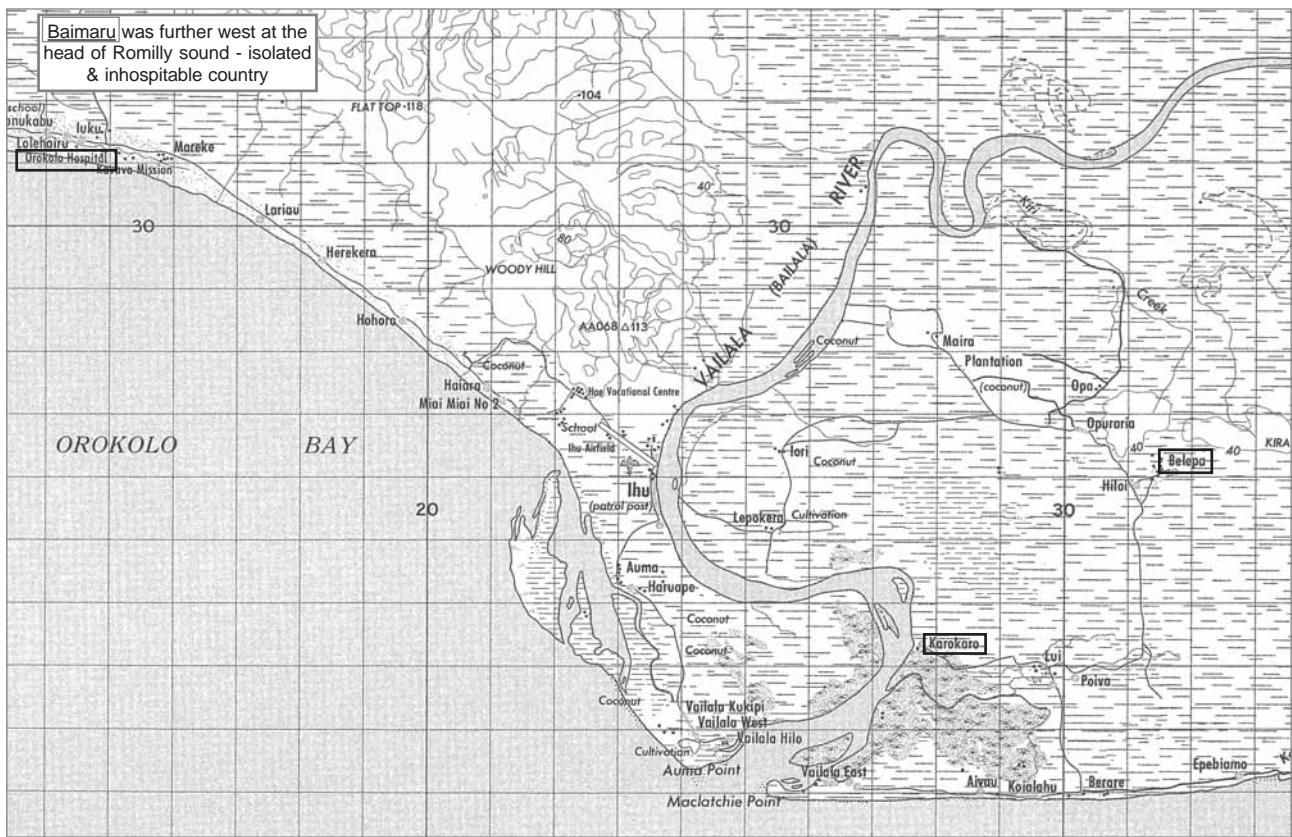 Baimaru was further west at the
head of Romilly sound - isolated
& inhospitable country
FLAT TOP •118
•104
school)
Iuku
Lolehairu
Mareke
Orokolo Hospital
Kavava Mission
RIVER
40
Lariau
30
30
Kiri
80
Herekera
WOODY HILL
(BAILALA)
Creek
Hohora
AA068 △113
VAILALA
Coconut
Maira
Plantation
(coconut)
Coconut
Haiara
Hoe Vocational Centre
Opa
Miai Miai No 2
School
Opuraria
OROKOLO BAY
Ihu Airfield
Iori
Coconut
40
40
KIRA
Belepa
Ihu
(patrol post)
Hiloi
20
Lepokera
Cultivation
30
Auma
Haruape
Coconut
Coconut
Karokaro
Lui
Poiva
Coconut
Vailala Kukipi
Vailala West
Vailala Hilo
Cultivation
Auma Point
Vailala East
Epebiamo
Aivau
Koialahu
Berare
Maclatchie Point